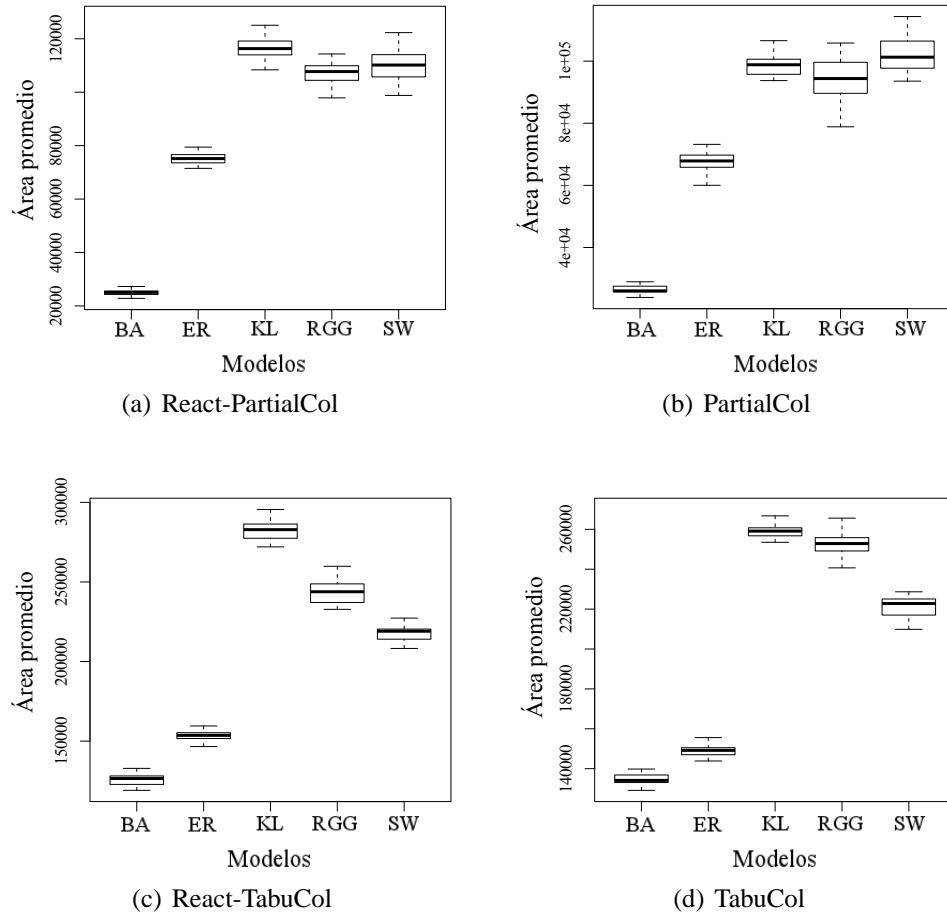 Área promedio
120000
80000
60000
40000
20000
BA ER KL RGG SW
Modelos
(a) React-PartialCol
Área promedio
1e+05
8e+04
6e+04
4e+04
BA ER KL RGG SW
Modelos
(b) PartialCol
Área promedio
300000
250000
200000
150000
BA ER KL RGG SW
Modelos
(c) React-TabuCol
Área promedio
260000
220000
180000
140000
BA ER KL RGG SW
Modelos
(d) TabuCol